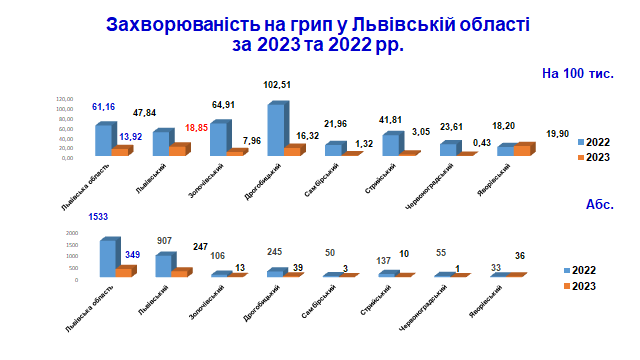 Захворюваність на грип у Львівській області
за 2023 та 2022 рр.
На 100 тис.
120,00
100,00
80,00
60,00
40,00
20,00
0,00
61,16
13,92
47,84
18,85
64,91
7,96
102,51
16,32
21,96
1,32
41,81
3,05
23,61
0,43
18,20
19,90
Львівська область
Львівський
Золочівський
Дрогобицький
Самбірський
Стрийський
Червоноградський
Яворівський
2022
2023
Абс.
2000
1500
1000
500
0
1533
349
907
247
106
13
245
39
50
3
137
10
55
1
33
36
Львівська область
Львівський
Золочівський
Дрогобицький
Самбірський
Стрийський
Червоноградський
Яворівський
2022
2023